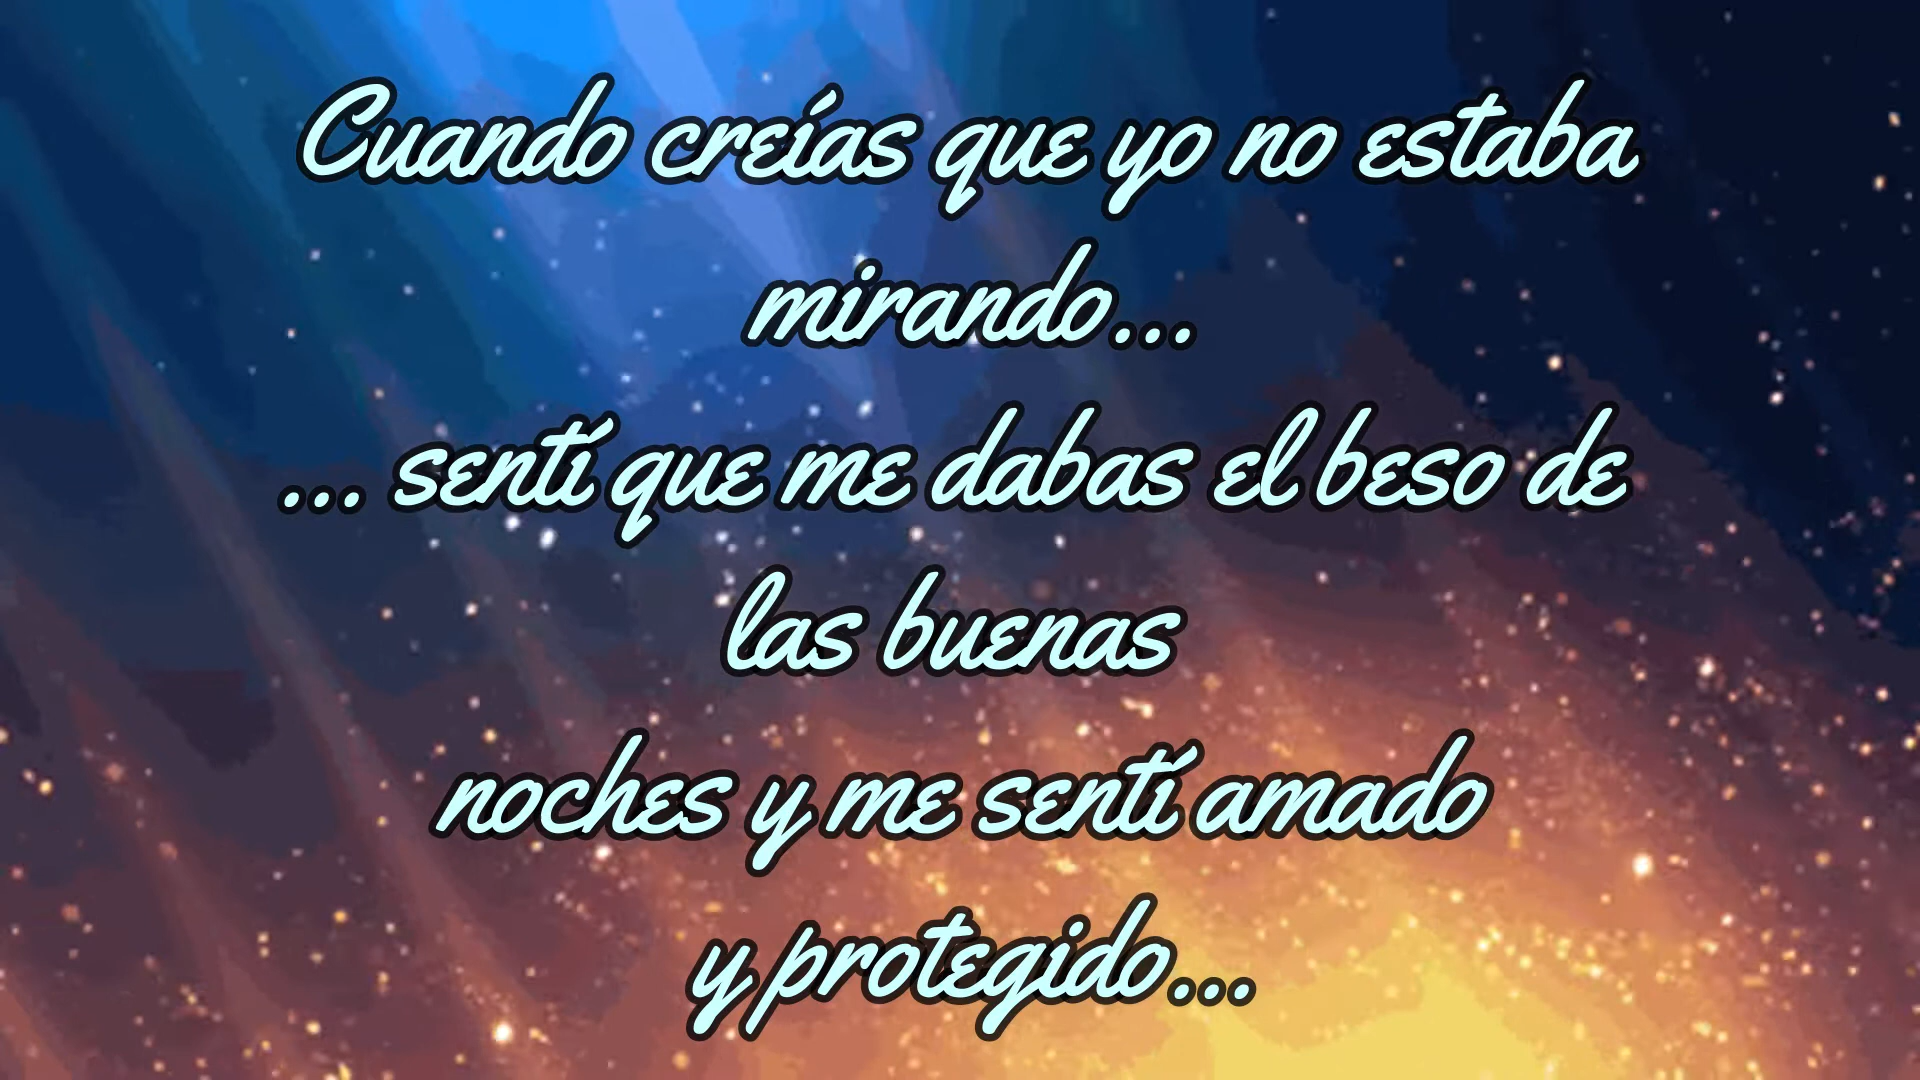 Cuando creías que yo no estaba
mirando...
... sentí que me dabas el beso de
las buenas
noches y me sentí amado
y protegido...